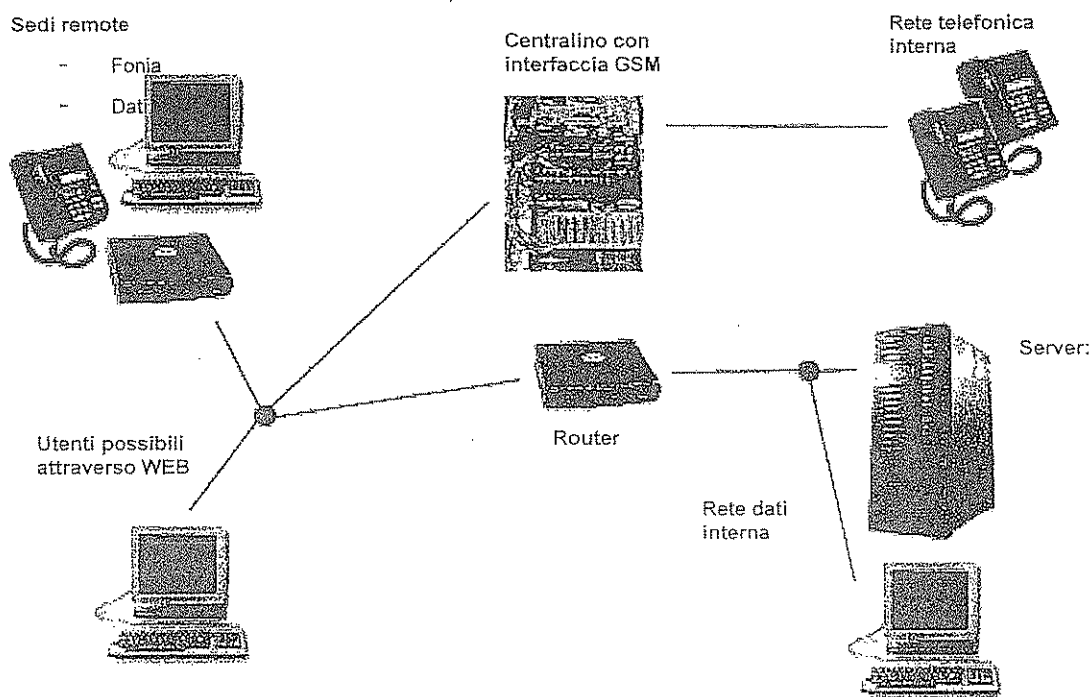 Sedi remote
- Fonia
- Dati
Centralino con
interfaccia GSM
Rete telefonica
interna
Server:
Router
Utenti possibili
attraverso WEB
Rete dati
interna